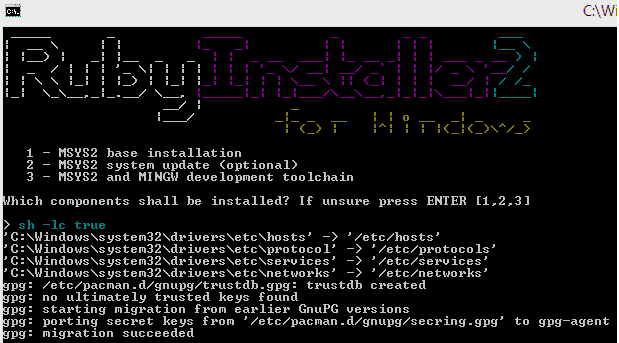 C:\Wi
RubyInstaller2
for Windows
1 - MSYS2 base installation
2 - MSYS2 system update (optional)
3 - MSYS2 and MINGW development toolchain
Which components shall be installed? If unsure press ENTER [1,2,3]
> sh -lc true
'C:\Windows\system32\drivers\etc\hosts' -> '/etc/hosts'
'C:\Windows\system32\drivers\etc\protocol' -> '/etc/protocols'
'C:\Windows\system32\drivers\etc\services' -> '/etc/services'
'C:\Windows\system32\drivers\etc\networks' -> '/etc/networks'
gpg: /etc/pacman.d/gnupg/trustdb.gpg: trustdb created
gpg: no ultimately trusted keys found
gpg: starting migration from earlier GnuPG versions
gpg: porting secret keys from '/etc/pacman.d/gnupg/secring.gpg' to gpg-agent
gpg: migration succeeded